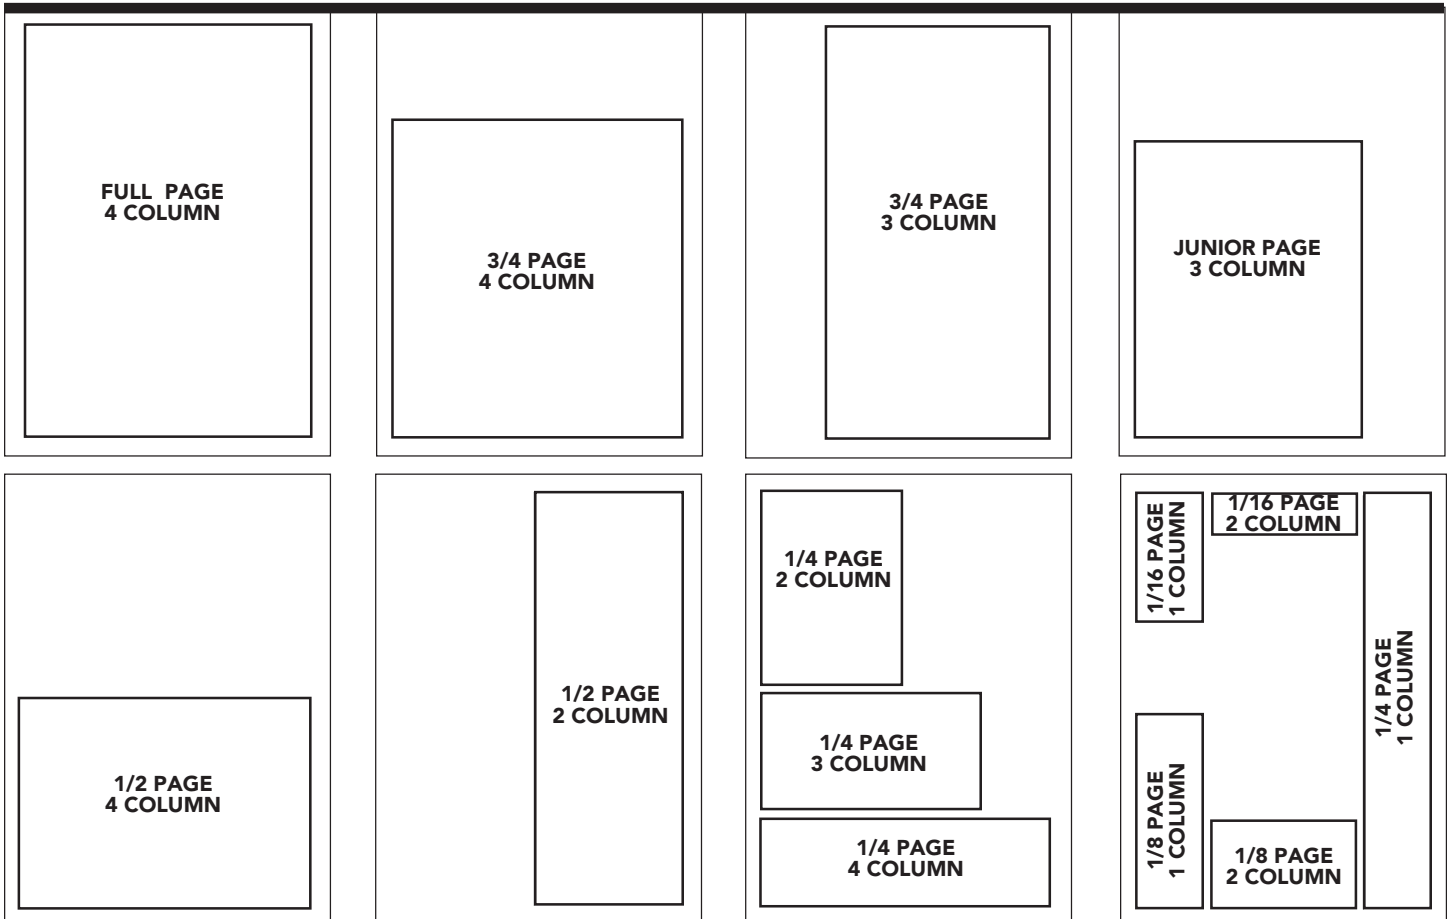 FULL PAGE
4 COLUMN
3/4 PAGE
4 COLUMN
3/4 PAGE
3 COLUMN
JUNIOR PAGE
3 COLUMN
1/2 PAGE
4 COLUMN
1/2 PAGE
2 COLUMN
1/4 PAGE
2 COLUMN
1/4 PAGE
3 COLUMN
1/4 PAGE
4 COLUMN
1/16 PAGE
1 COLUMN
1/16 PAGE
2 COLUMN
1/4 PAGE
1 COLUMN
1/8 PAGE
1 COLUMN
1/8 PAGE
2 COLUMN